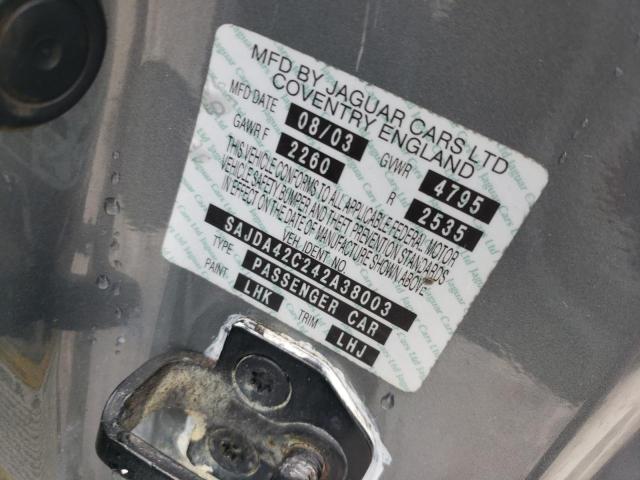 MFD BY JAGUAR CARS LTD
COVENTRY ENGLAND
MFD DATE 08/03 GVWR 4795
GAWR F 2260 R 2535
THIS VEHICLE CONFORMS TO ALL APPLICABLE FEDERAL MOTOR
VEHICLE SAFETY BUMPER AND THEFT PREVENTION STANDARDS
IN EFFECT ON THE DATE OF MANUFACTURE SHOWN ABOVE
VEH. IDENT NO.
SAJDA42C242A38003
TYPE PASSENGER CAR
PAINT LHK TRIM LHJ